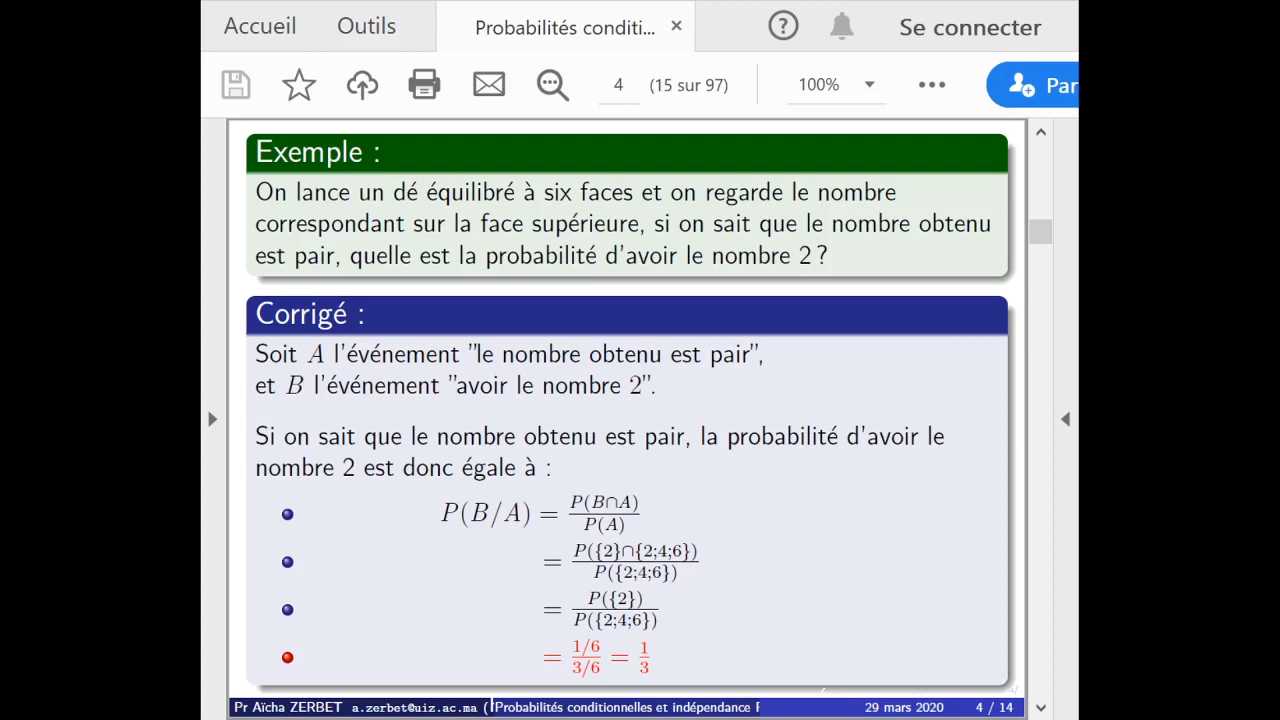 Accueil Outils Probabilités conditi... × ? Se connecter
4 (15 sur 97) 100% ••• Par
Exemple :
On lance un dé équilibré à six faces et on regarde le nombre
correspondant sur la face supérieure, si on sait que le nombre obtenu
est pair, quelle est la probabilité d'avoir le nombre 2 ?
Corrigé :
Soit A l'événement "le nombre obtenu est pair",
et B l'événement "avoir le nombre 2".
Si on sait que le nombre obtenu est pair, la probabilité d'avoir le
nombre 2 est donc égale à :
P(B/A) = P(B∩A) / P(A)
= P({2}∩{2;4;6}) / P({2;4;6})
= P({2}) / P({2;4;6})
= 1/6 / 3/6 = 1/3
Pr Aïcha ZERBET a.zerbet@uiz.ac.ma ( Probabilités conditionnelles et indépendance 29 mars 2020 4 / 14